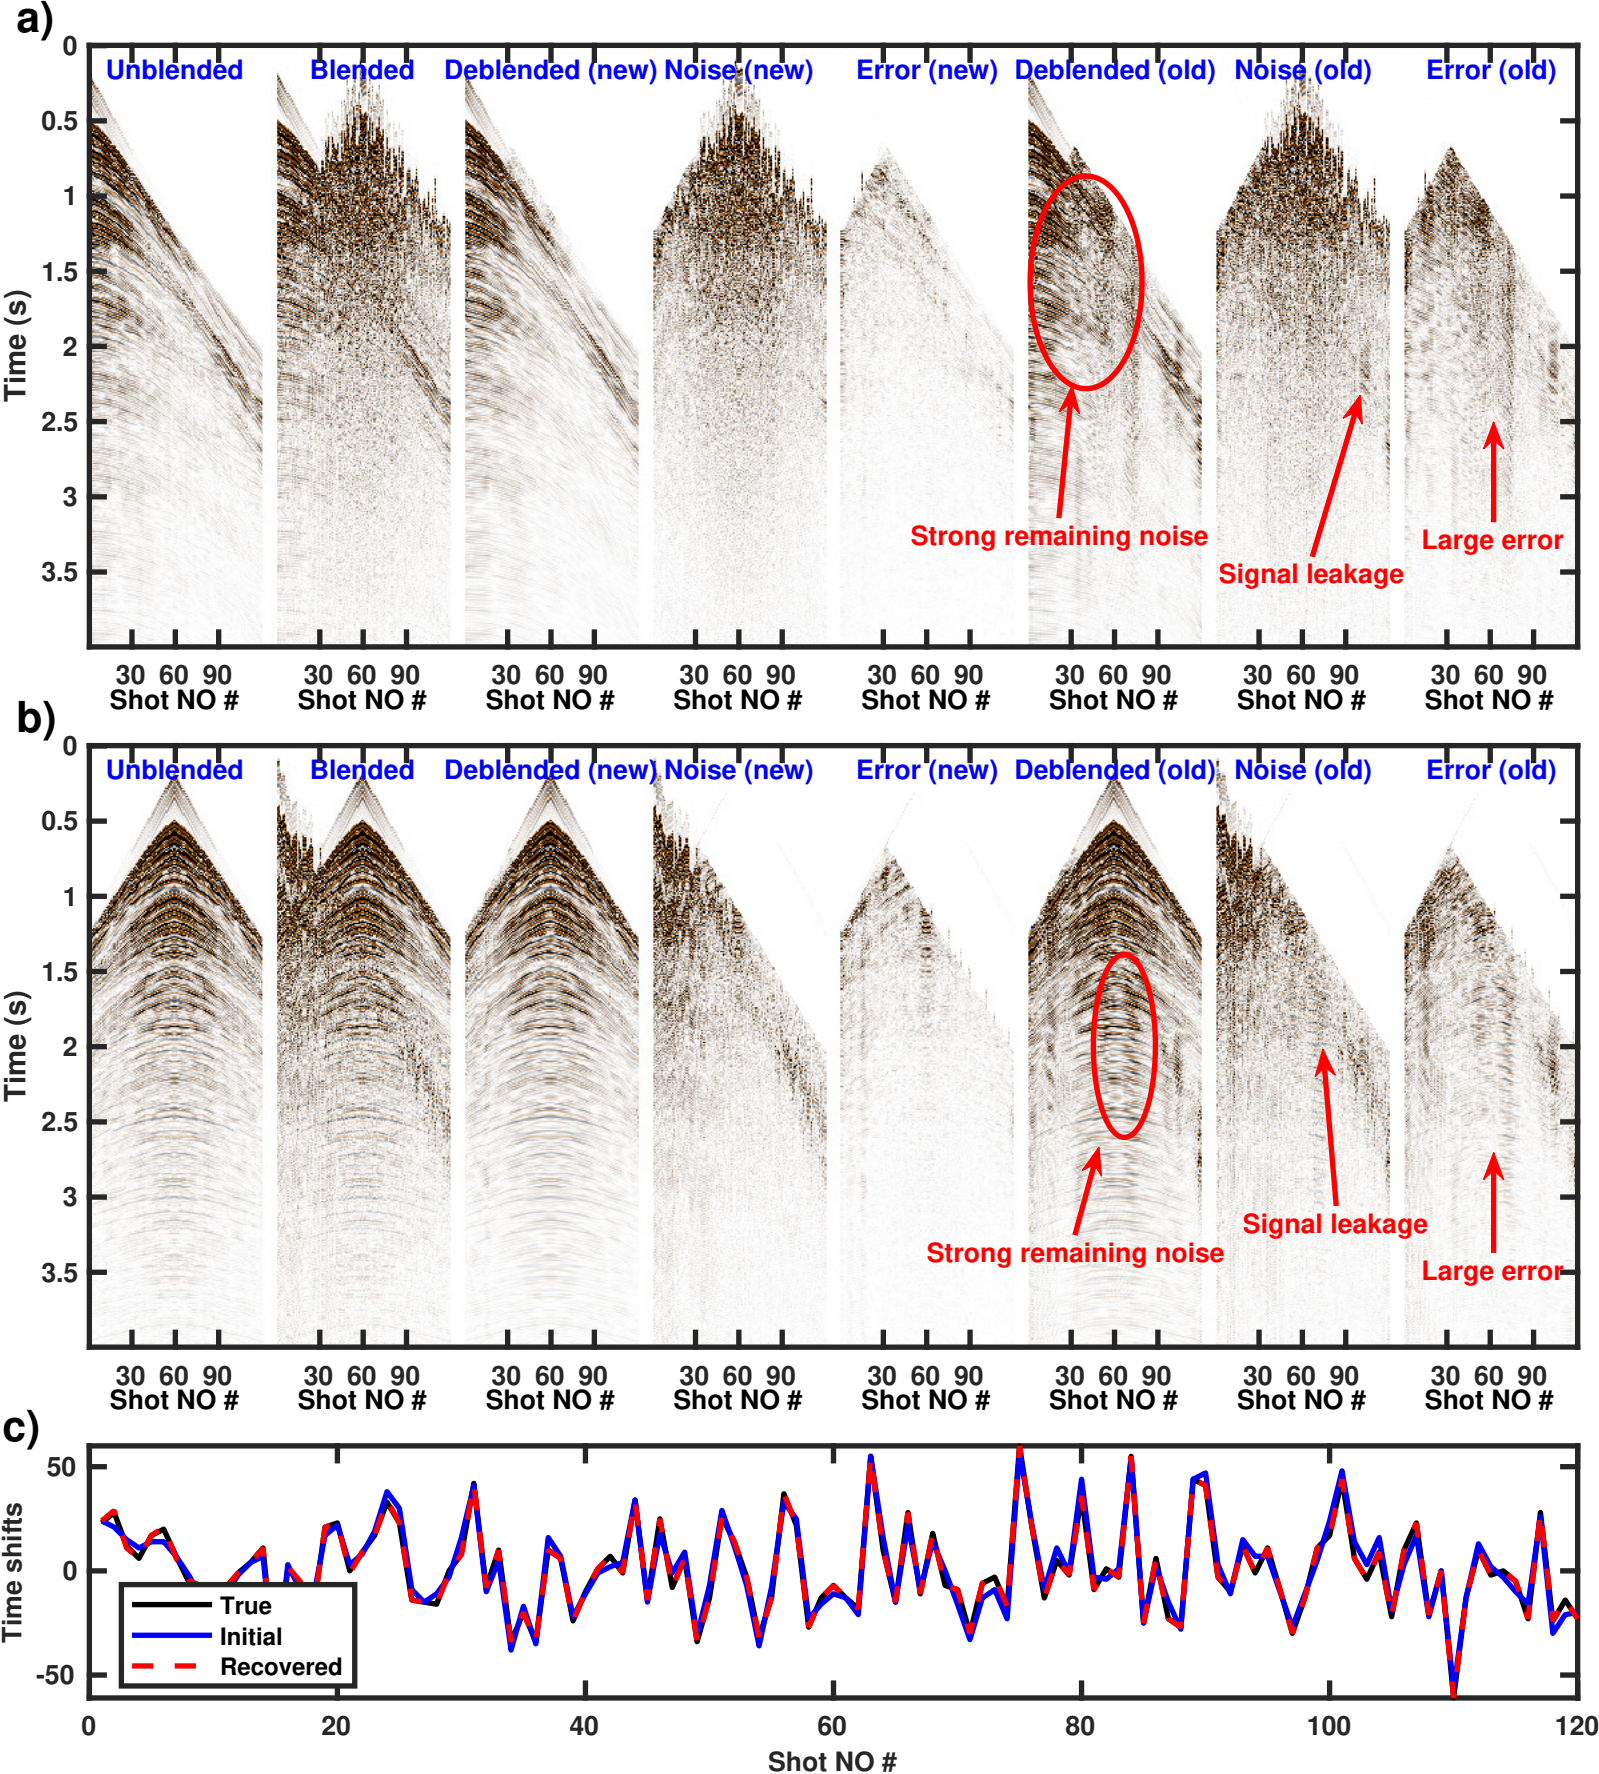 a)
Unblended Blended Deblended (new) Noise (new) Error (new) Deblended (old) Noise (old) Error (old)
0
0.5
1
1.5
2
2.5
3
3.5
Time (s)
Strong remaining noise
Signal leakage
Large error
30 60 90 30 60 90 30 60 90 30 60 90 30 60 90 30 60 90 30 60 90 30 60 90
Shot NO # Shot NO # Shot NO # Shot NO # Shot NO # Shot NO # Shot NO # Shot NO #
b)
Unblended Blended Deblended (new) Noise (new) Error (new) Deblended (old) Noise (old) Error (old)
0
0.5
1
1.5
2
2.5
3
3.5
Time (s)
Signal leakage
Strong remaining noise
Large error
30 60 90 30 60 90 30 60 90 30 60 90 30 60 90 30 60 90 30 60 90 30 60 90
Shot NO # Shot NO # Shot NO # Shot NO # Shot NO # Shot NO # Shot NO # Shot NO #
c)
50
0
-50
Time shifts
True
Initial
Recovered
0 20 40 60 80 100 120
Shot NO #